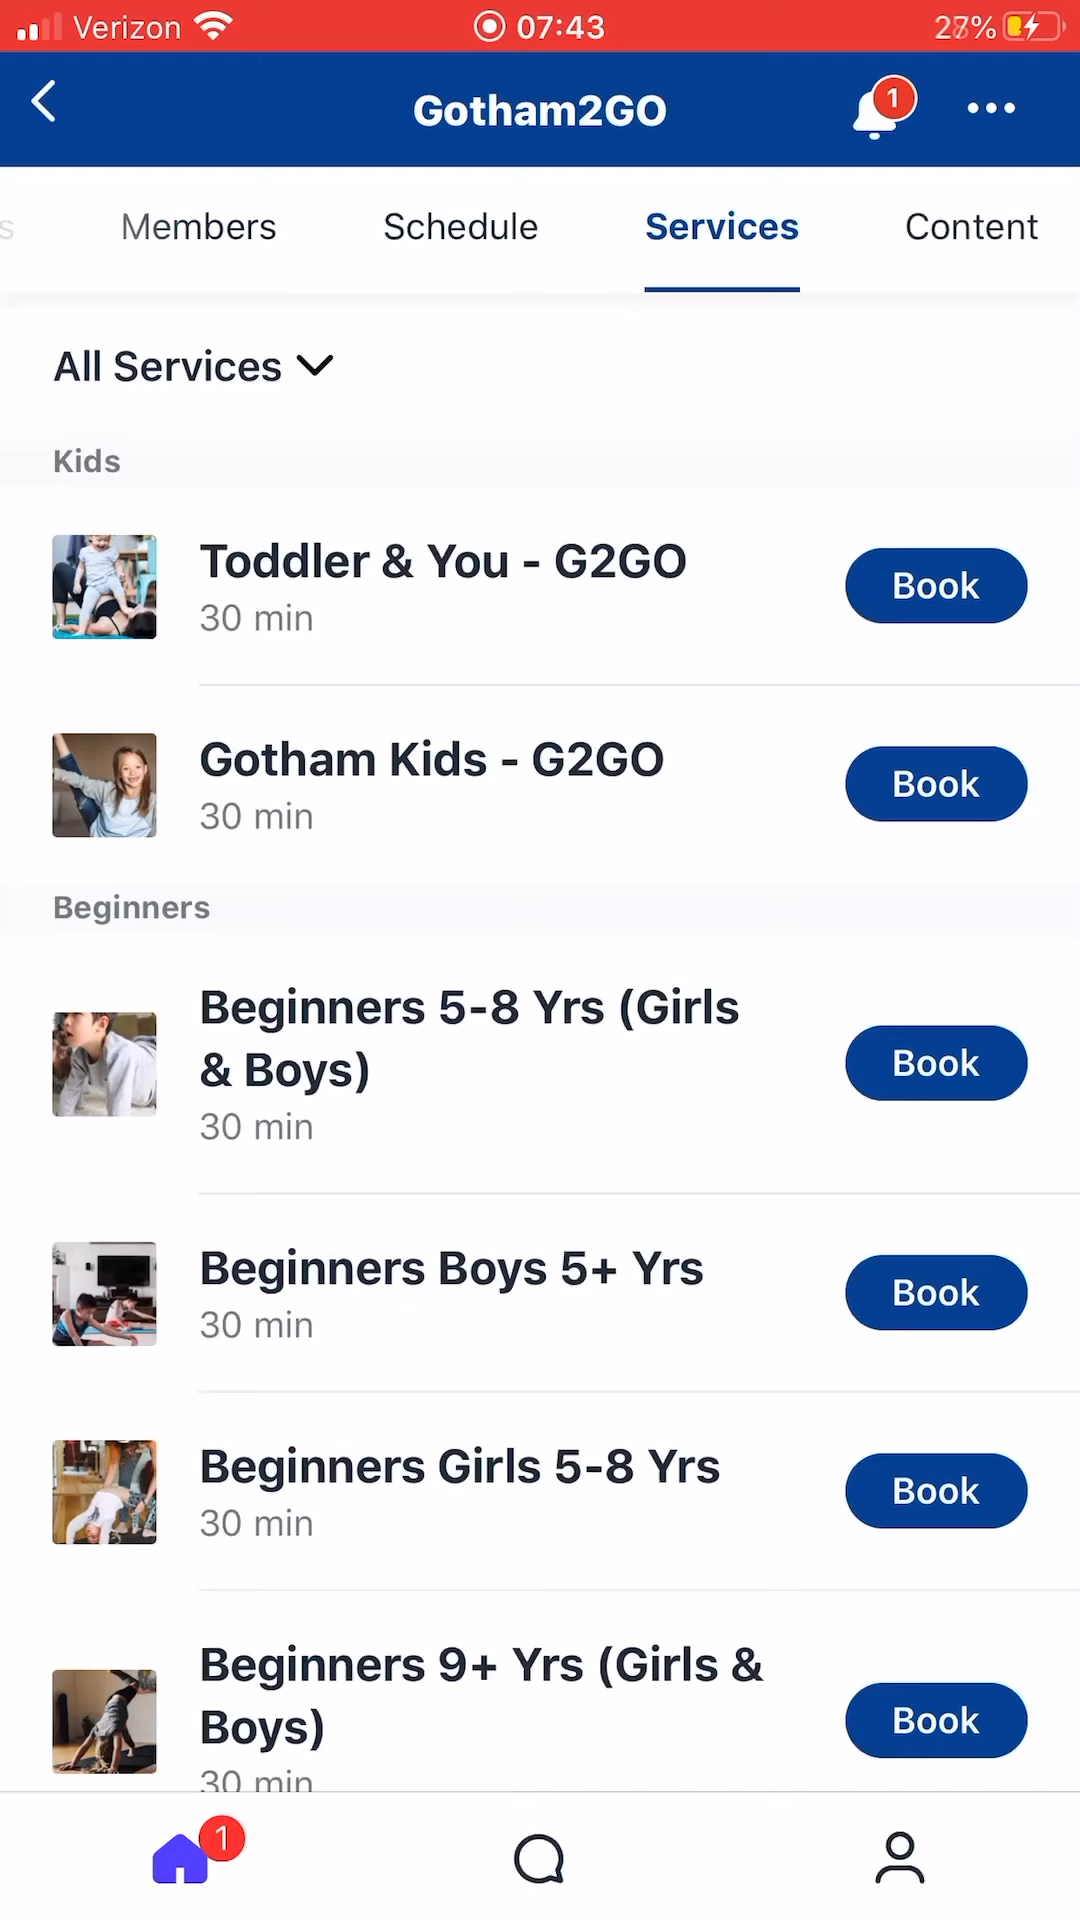 Verizon 07:43 27%
Gotham2GO 1
Members Schedule Services Content
All Services
Kids
Toddler & You - G2GO
30 min
Book
Gotham Kids - G2GO
30 min
Book
Beginners
Beginners 5-8 Yrs (Girls
& Boys)
30 min
Book
Beginners Boys 5+ Yrs
30 min
Book
Beginners Girls 5-8 Yrs
30 min
Book
Beginners 9+ Yrs (Girls &
Boys)
30 min
Book
1